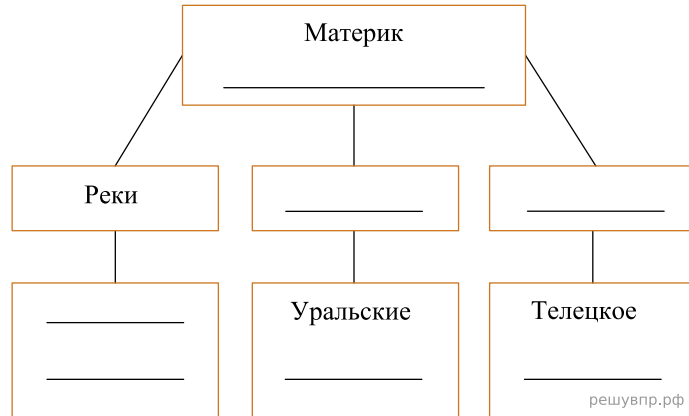 Материк
Реки
Уральские
Телецкое
решувпр.рф